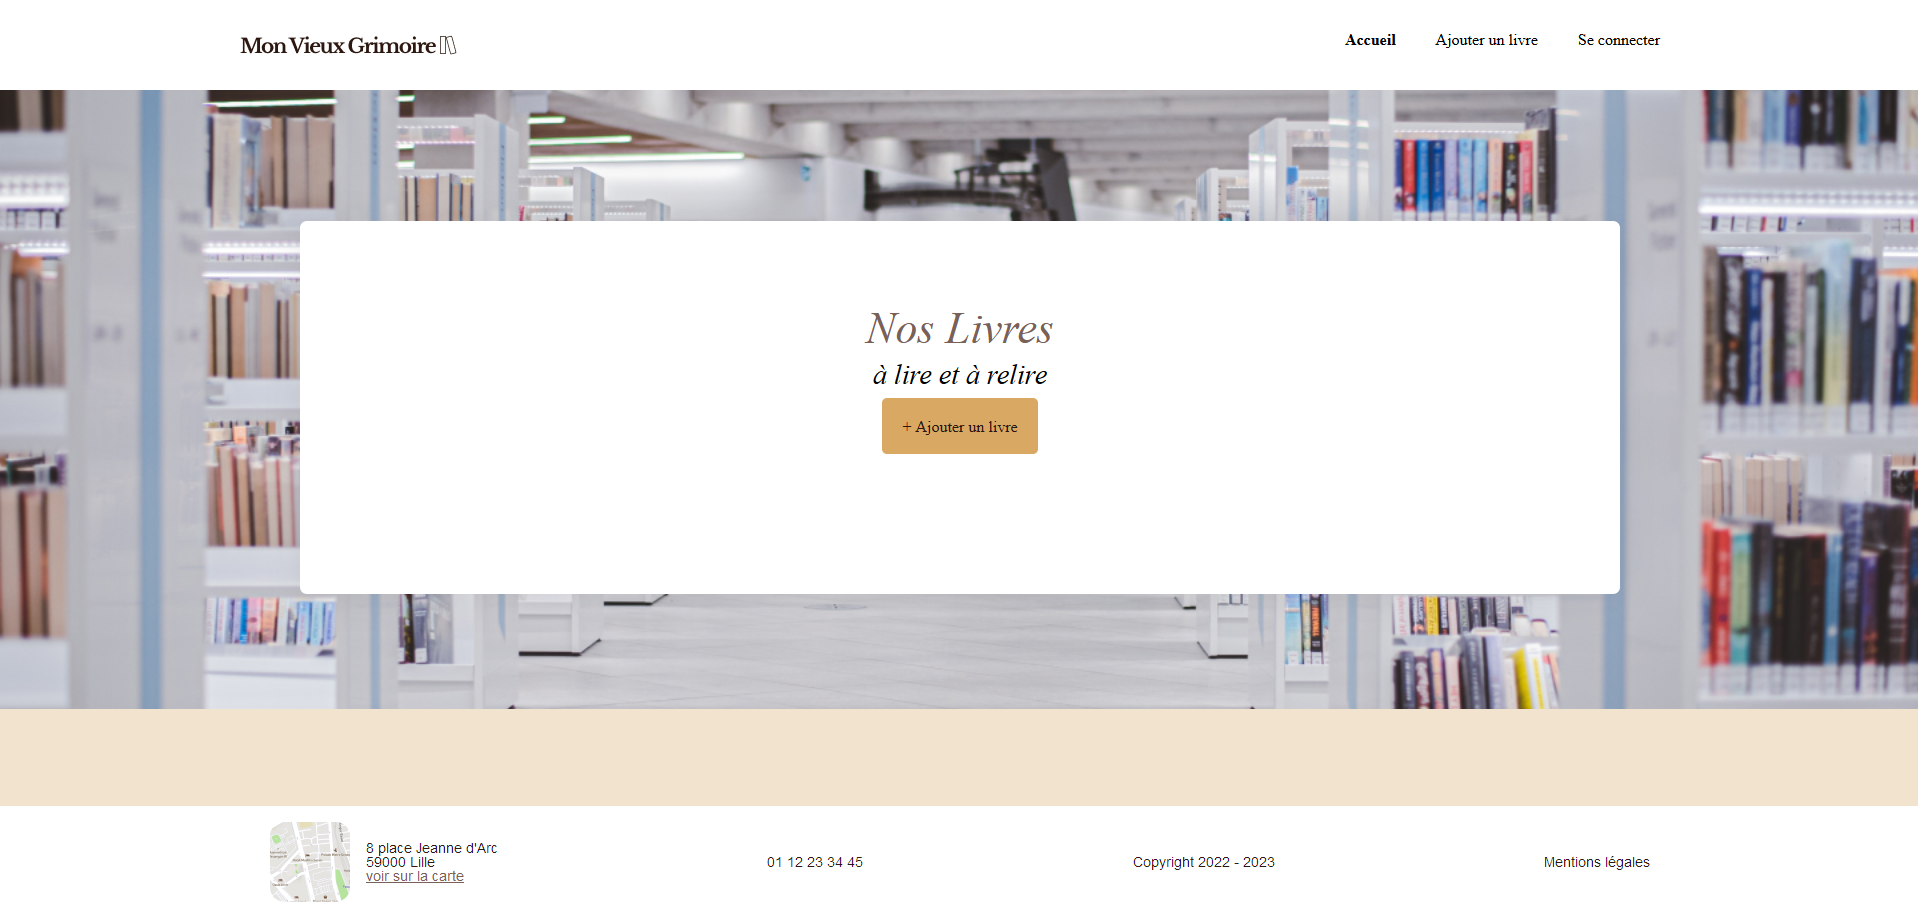 Mon Vieux Grimoire
Accueil
Ajouter un livre
Se connecter
Nos Livres
à lire et à relire
+ Ajouter un livre
8 place Jeanne d'Arc
59000 Lille
voir sur la carte
01 12 23 34 45
Copyright 2022 - 2023
Mentions légales